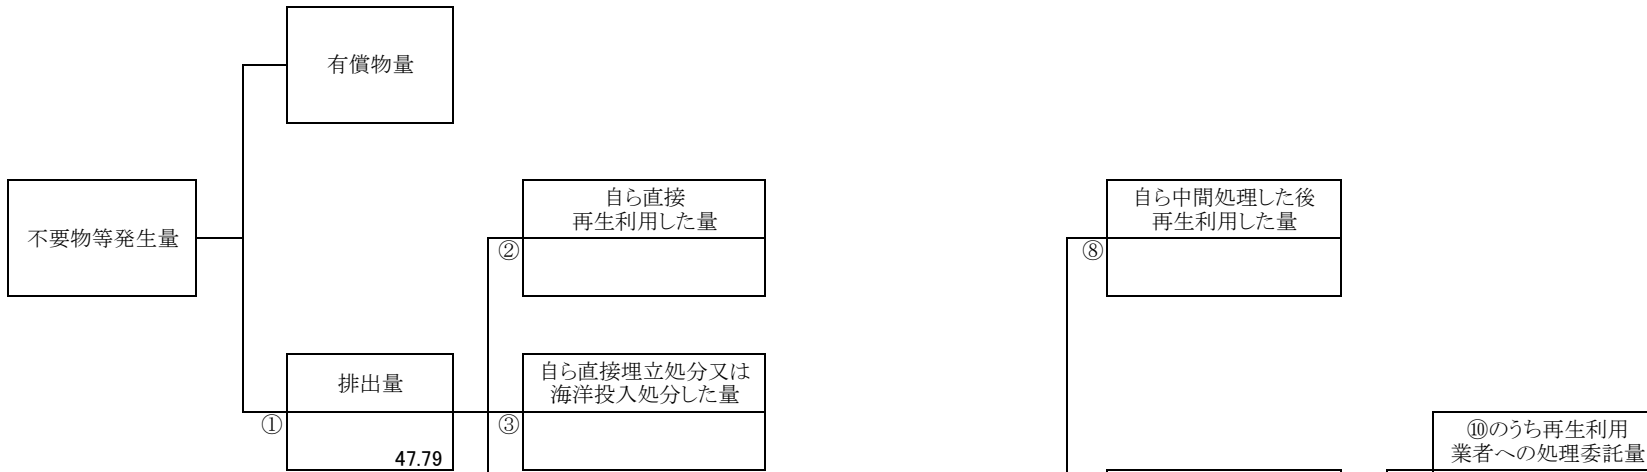 有償物量
不要物等発生量
自ら直接
再生利用した量
②
自ら中間処理した後
再生利用した量
⑧
排出量
①
47.79
自ら直接埋立処分又は
海洋投入処分した量
③
⑩のうち再生利用
業者への処理委託量